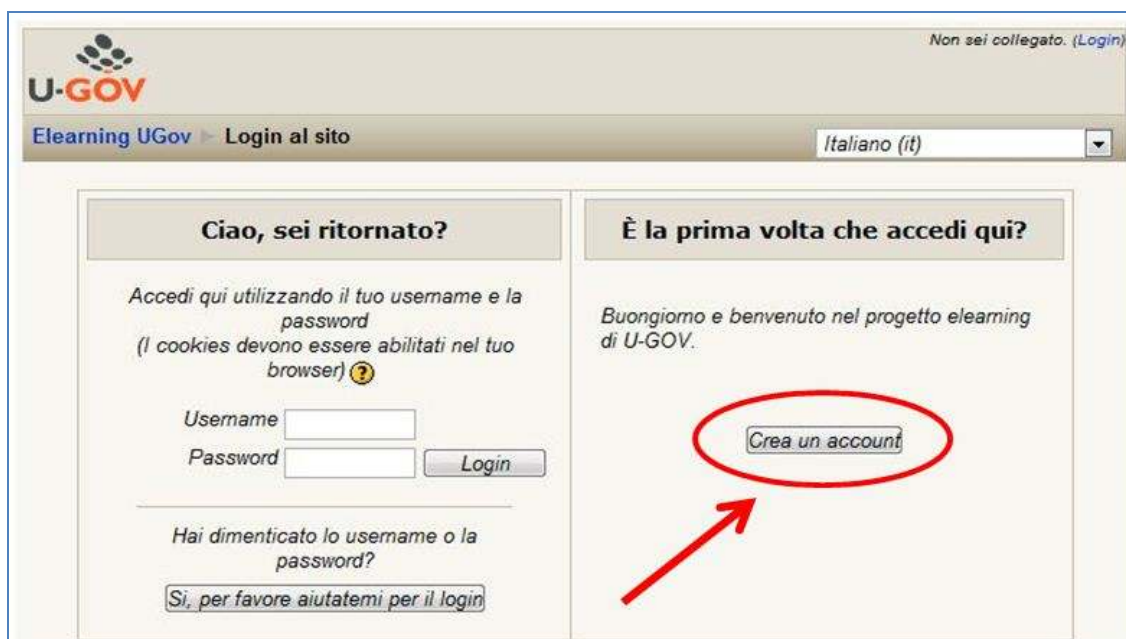 U-GOV
Non sei collegato. (Login)
Elearning UGov ► Login al sito
Italiano (it)
Ciao, sei ritornato?
Accedi qui utilizzando il tuo username e la
password
(I cookies devono essere abilitati nel tuo
browser) ?
Username
Password
Login
Hai dimenticato lo username o la
password?
Si, per favore aiutatemi per il login
È la prima volta che accedi qui?
Buongiorno e benvenuto nel progetto elearning
di U-GOV.
Crea un account